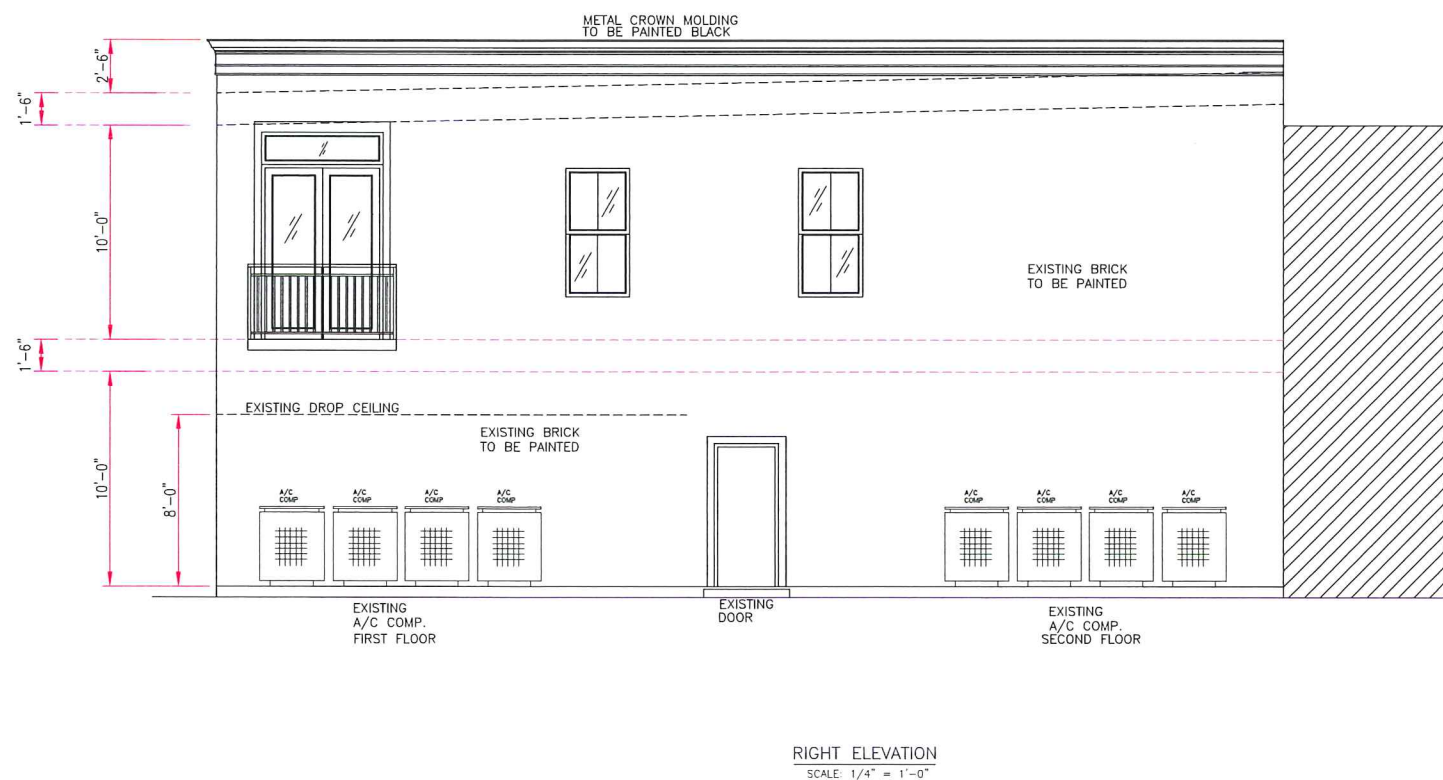 METAL CROWN MOLDING
TO BE PAINTED BLACK
2'-6"
1'-6"
10'-0"
EXISTING BRICK
TO BE PAINTED
1'-6"
EXISTING DROP CEILING
EXISTING BRICK
TO BE PAINTED
10'-0"
8'-0"
A/C
COMP
A/C
COMP
A/C
COMP
A/C
COMP
A/C
COMP
A/C
COMP
A/C
COMP
A/C
COMP
EXISTING
A/C COMP.
FIRST FLOOR
EXISTING
DOOR
EXISTING
A/C COMP.
SECOND FLOOR
RIGHT ELEVATION
SCALE: 1/4" = 1'-0"